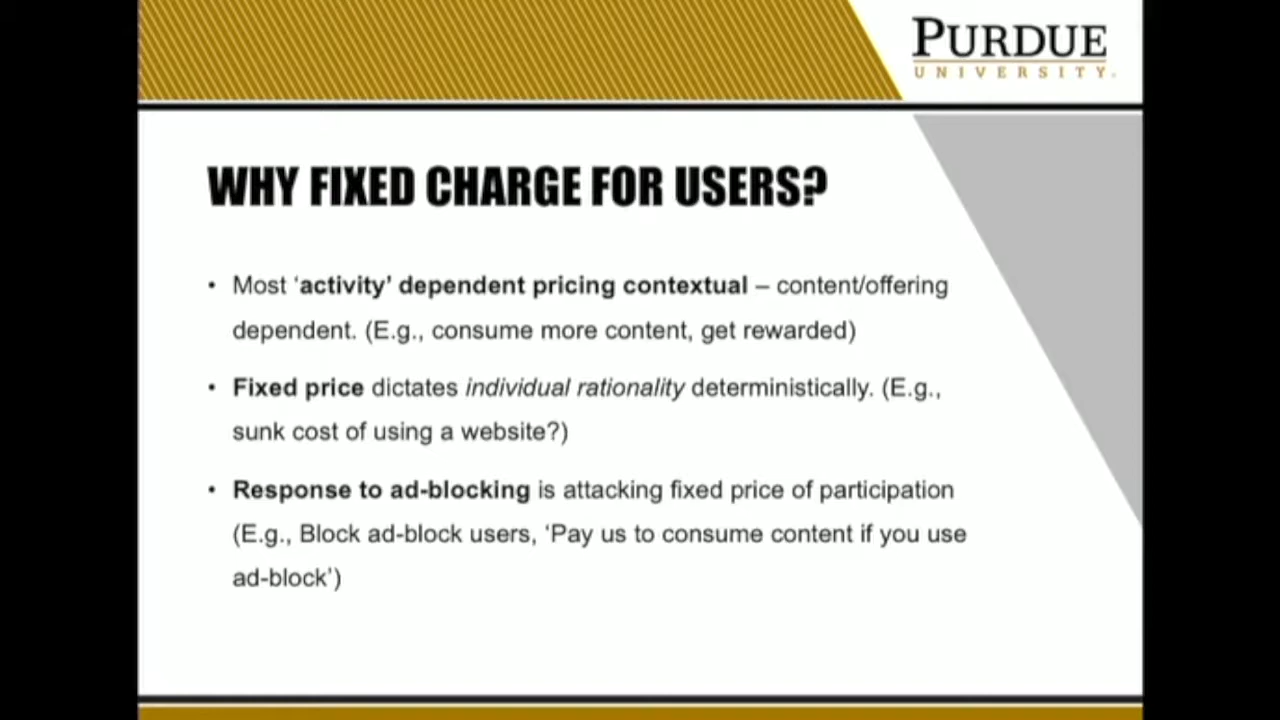 PURDUE
UNIVERSITY.
WHY FIXED CHARGE FOR USERS?
• Most ‘activity’ dependent pricing contextual – content/offering
dependent. (E.g., consume more content, get rewarded)
• Fixed price dictates individual rationality deterministically. (E.g.,
sunk cost of using a website?)
• Response to ad-blocking is attacking fixed price of participation
(E.g., Block ad-block users, ‘Pay us to consume content if you use
ad-block’)